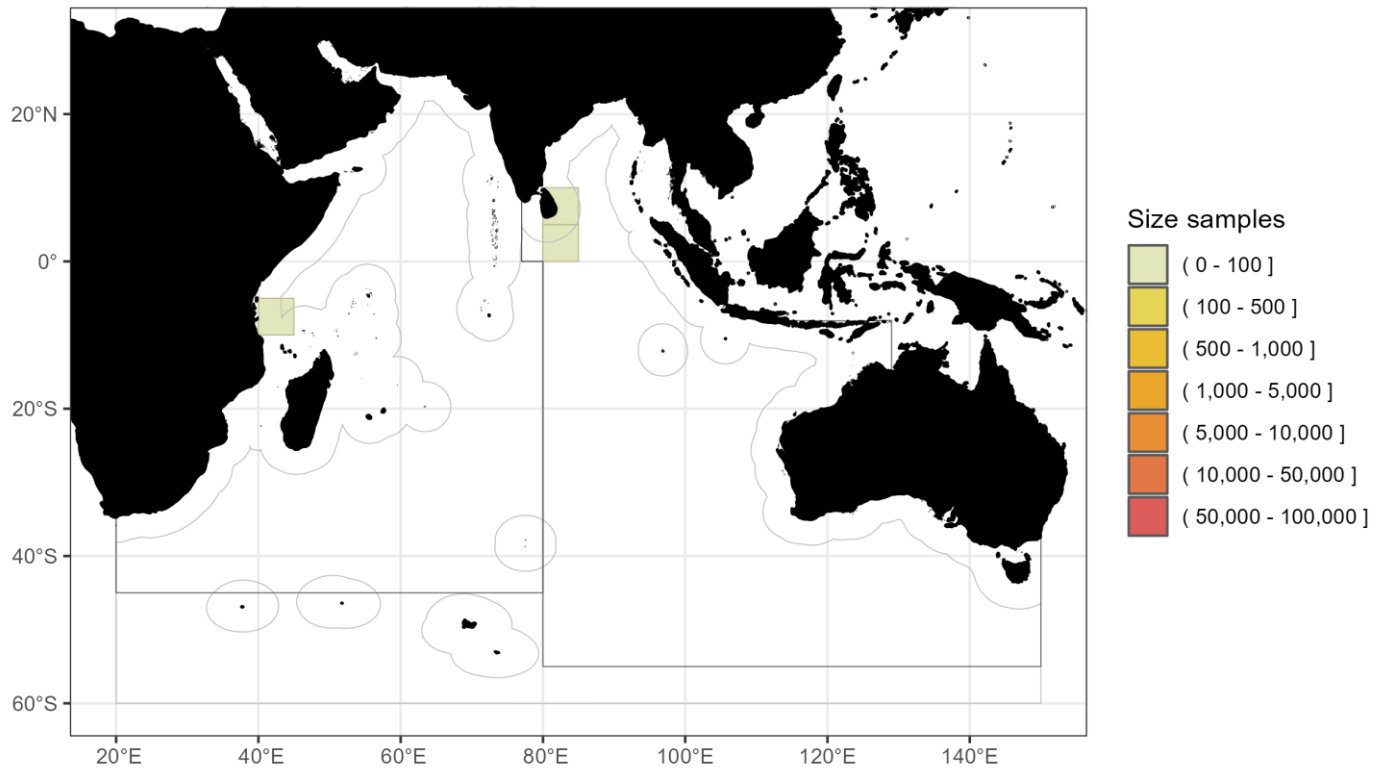 20°N
0°
20°S
40°S
60°S
20°E
40°E
60°E
80°E
100°E
120°E
140°E
Size samples
( 0 - 100 ]
( 100 - 500 ]
( 500 - 1,000 ]
( 1,000 - 5,000 ]
( 5,000 - 10,000 ]
( 10,000 - 50,000 ]
( 50,000 - 100,000 ]